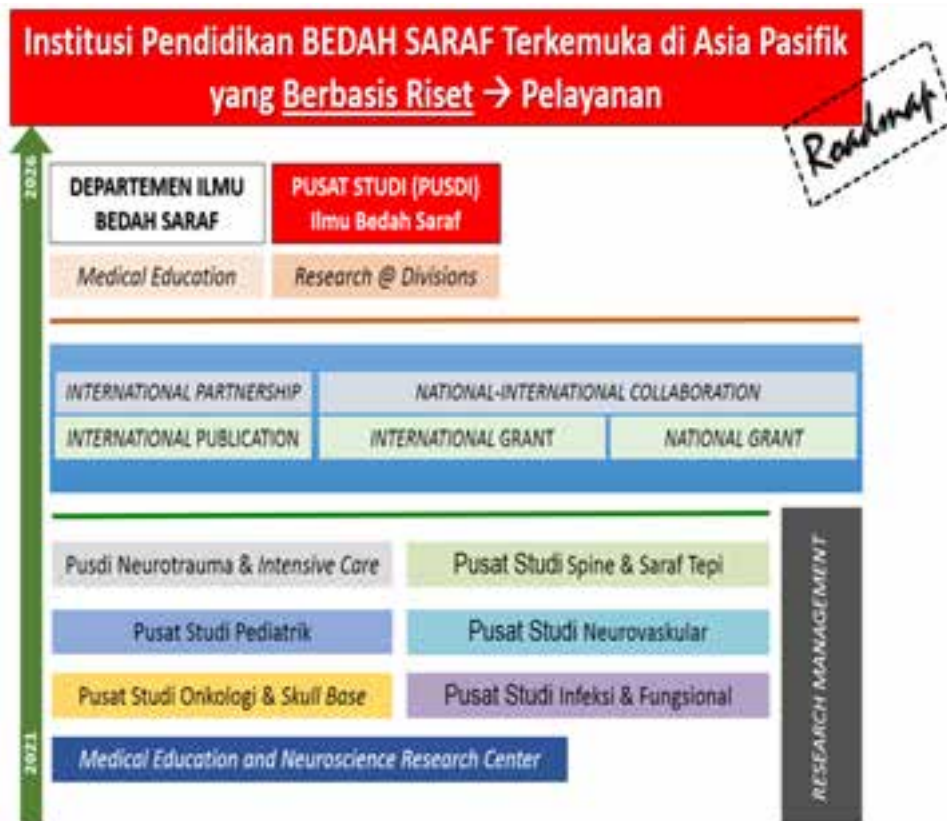 Institusi Pendidikan BEDAH SARAF Terkemuka di Asia Pasifik
yang Berbasis Riset → Pelayanan
Roadmap
2026
DEPARTEMEN ILMU
BEDAH SARAF
PUSAT STUDI (PUSDI)
Ilmu Bedah Saraf
Medical Education
Research @ Divisions
INTERNATIONAL PARTNERSHIP
NATIONAL-INTERNATIONAL COLLABORATION
INTERNATIONAL PUBLICATION
INTERNATIONAL GRANT
NATIONAL GRANT
Pusdi Neurotrauma & Intensive Care
Pusat Studi Spine & Saraf Tepi
Pusat Studi Pediatrik
Pusat Studi Neurovaskular
Pusat Studi Onkologi & Skull Base
Pusat Studi Infeksi & Fungsional
Medical Education and Neuroscience Research Center
2021
RESEARCH MANAGEMENT